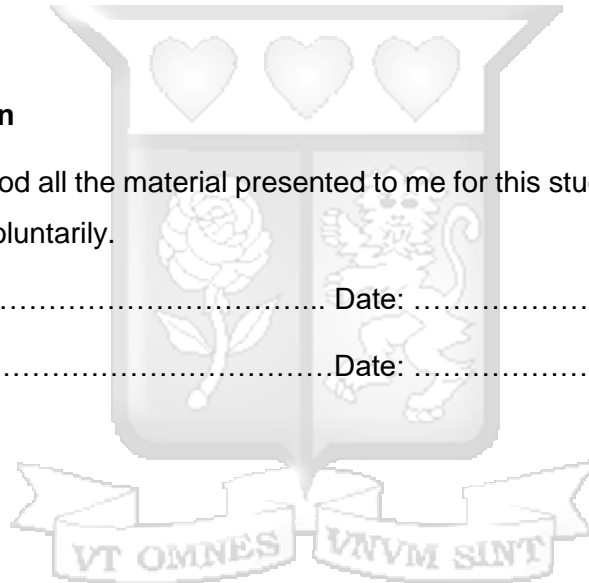 n
od all the material presented to me for this stu
oluntarily.
…………………………………... Date: …………………
……………………………………Date: …………………
VT OMNES VNVM SINT